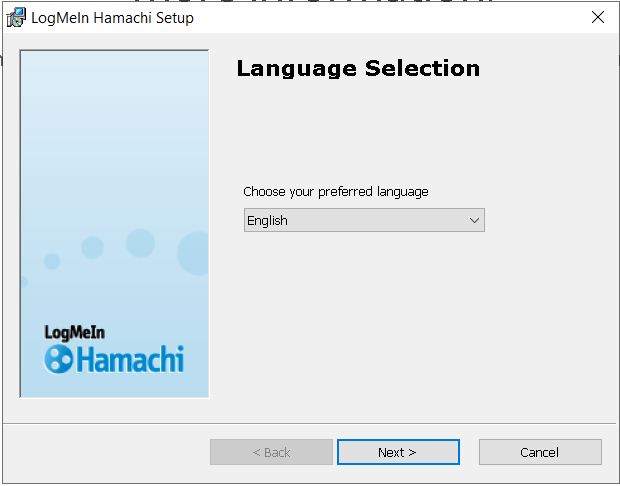 LogMeIn Hamachi Setup
Language Selection
Choose your preferred language
English
LogMeIn
Hamachi
< Back
Next >
Cancel